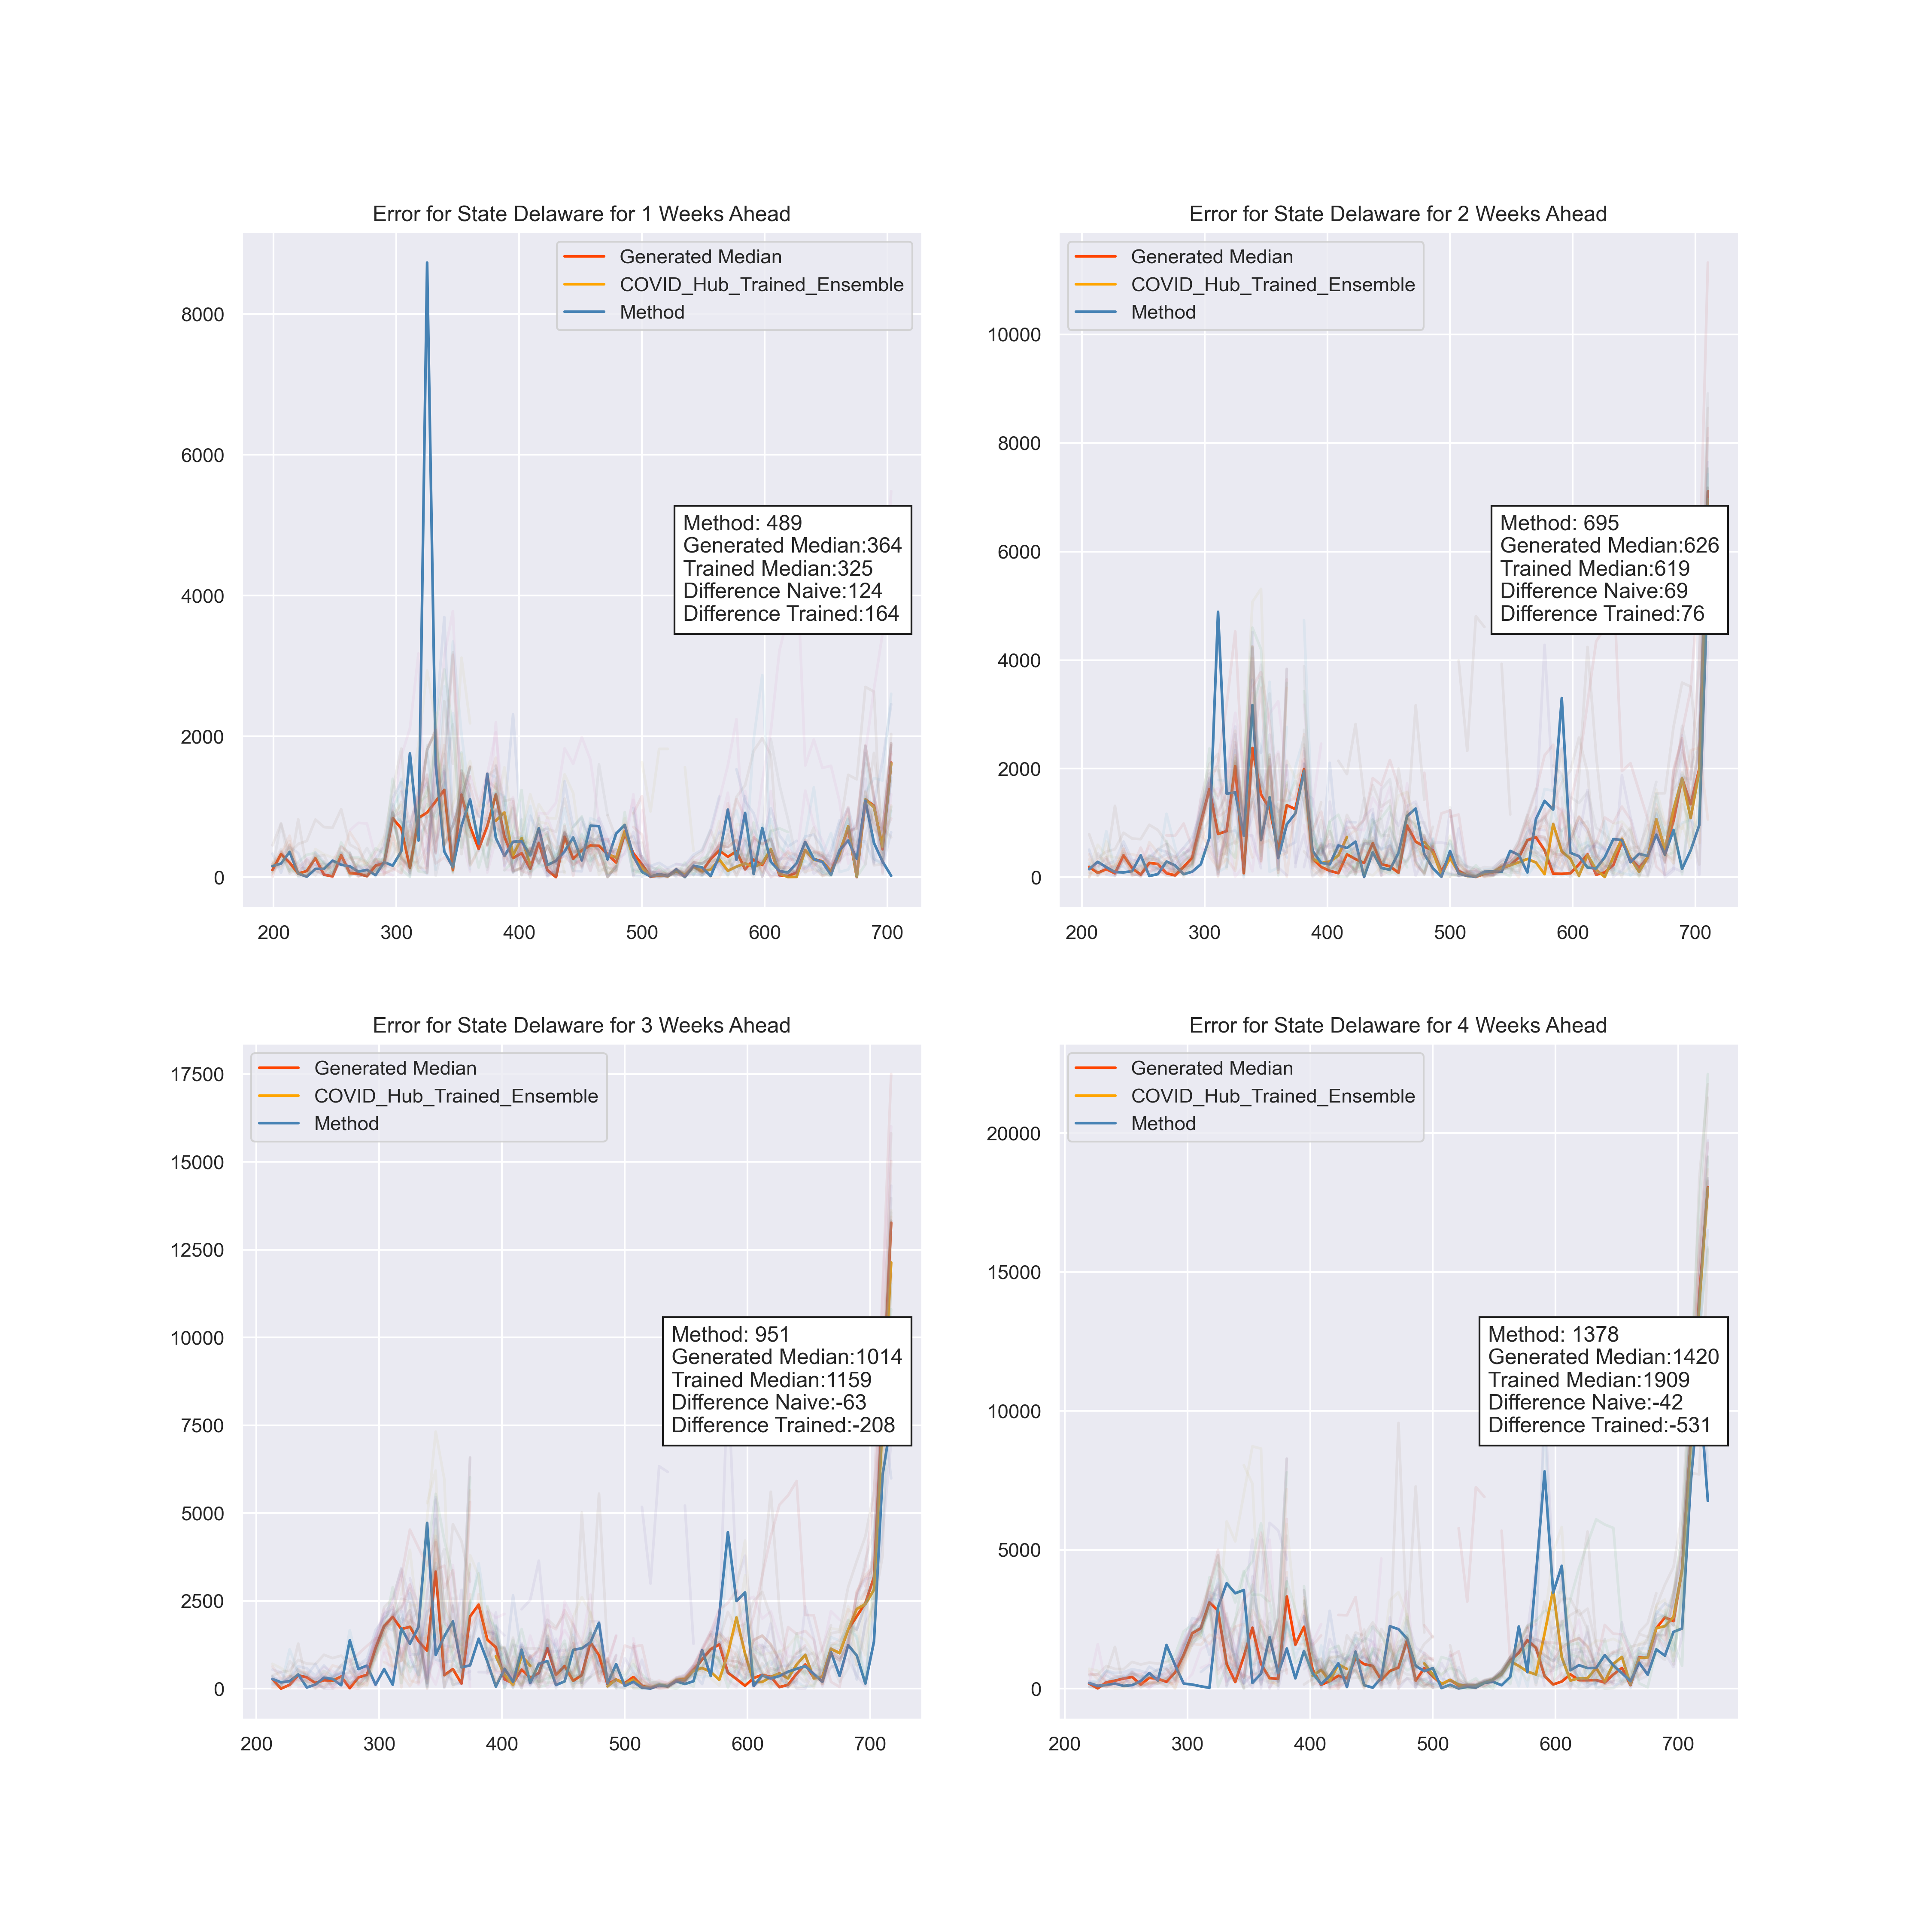 Error for State Delaware for 1 Weeks Ahead
Generated Median
COVID_Hub_Trained_Ensemble
Method
8000
6000
4000
2000
0
Method: 489
Generated Median:364
Trained Median:325
Difference Naive:124
Difference Trained:164
200 300 400 500 600 700
Error for State Delaware for 2 Weeks Ahead
Generated Median
COVID_Hub_Trained_Ensemble
Method
10000
8000
6000
4000
2000
0
Method: 695
Generated Median:626
Trained Median:619
Difference Naive:69
Difference Trained:76
200 300 400 500 600 700
Error for State Delaware for 3 Weeks Ahead
Generated Median
COVID_Hub_Trained_Ensemble
Method
17500
15000
12500
10000
7500
5000
2500
0
Method: 951
Generated Median:1014
Trained Median:1159
Difference Naive:-63
Difference Trained:-208
200 300 400 500 600 700
Error for State Delaware for 4 Weeks Ahead
Generated Median
COVID_Hub_Trained_Ensemble
Method
20000
15000
10000
5000
0
Method: 1378
Generated Median:1420
Trained Median:1909
Difference Naive:-42
Difference Trained:-531
200 300 400 500 600 700